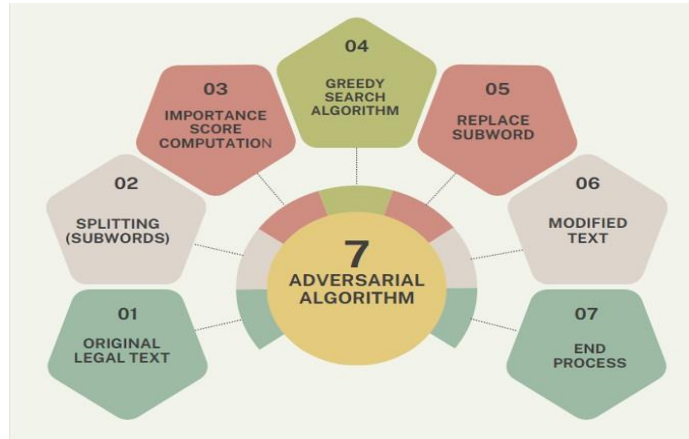 01
ORIGINAL
LEGAL TEXT
02
SPLITTING
(SUBWORDS)
03
IMPORTANCE
SCORE
COMPUTATION
04
GREEDY
SEARCH
ALGORITHM
05
REPLACE
SUBWORD
06
MODIFIED
TEXT
07
END
PROCESS
7
ADVERSARIAL
ALGORITHM